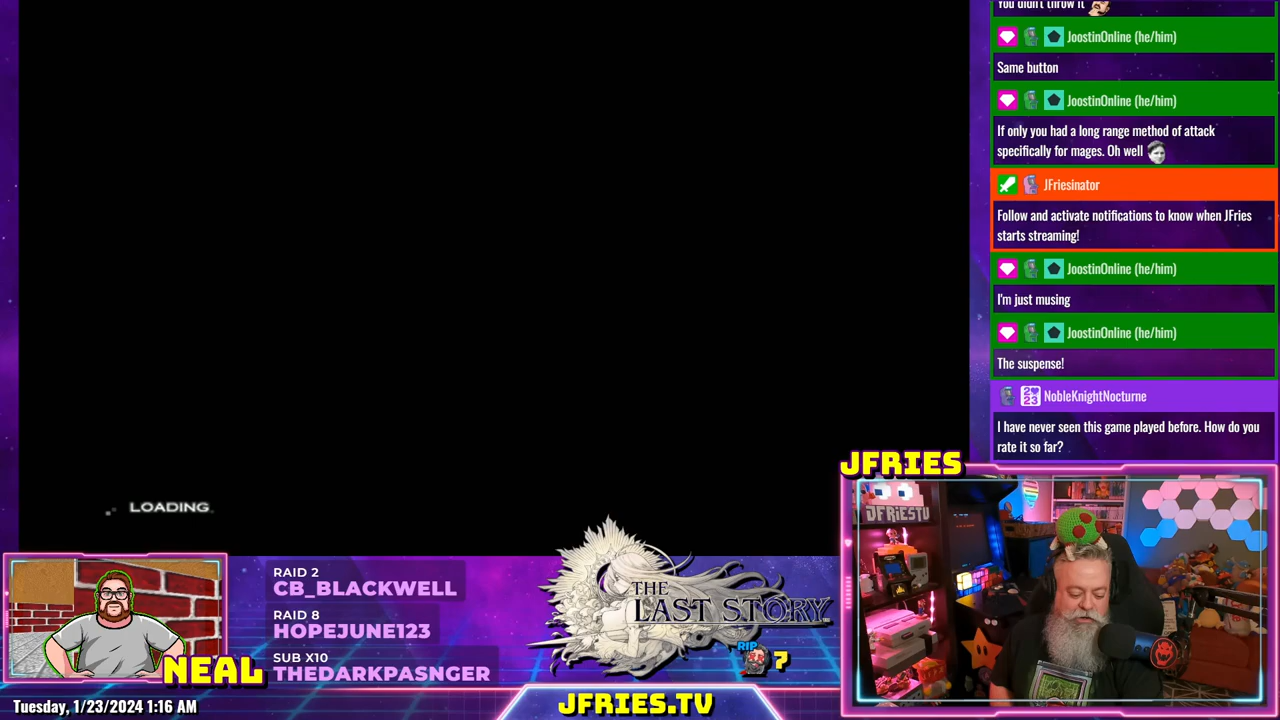 You didn't throw it
JoostinOnline (he/him)
Same button
JoostinOnline (he/him)
If only you had a long range method of attack
specifically for mages. Oh well
JFriesinator
Follow and activate notifications to know when JFries
starts streaming!
JoostinOnline (he/him)
I'm just musing
JoostinOnline (he/him)
The suspense!
2 23
NobleKnightNocturne
I have never seen this game played before. How do you
rate it so far?
LOADING
JFRIES
JFRIESTV
RAID 2
CB_BLACKWELL
RAID 8
HOPEJUNE123
SUB X10
THEDARKPASNGER
NEAL
THE
LAST STORY
RIP
7
JFRIES.TV
Tuesday, 1/23/2024 1:16 AM